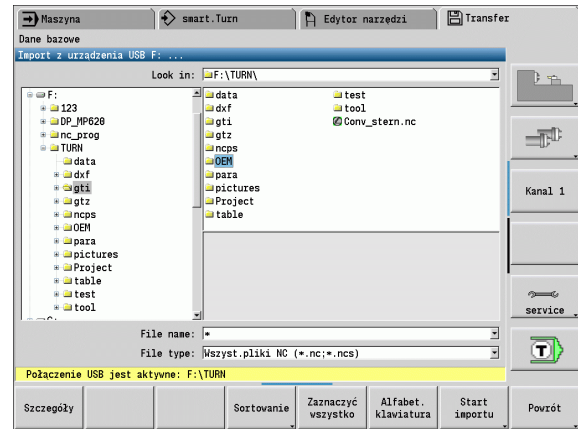 Maszyna
smart.Turn
Edytor narzędzi
Transfer
Dane bazowe
Import z urządzenia USB F: ...
Look in: F:\TURN\
F:
123
DP_MP620
nc_prog
TURN
data
dxf
gti
gtz
ncps
OEM
para
pictures
Project
table
test
tool
data
dxf
gti
gtz
ncps
OEM
para
pictures
Project
table
test
tool
Conv_stern.nc
File name: *
File type: Wszyst.pliki NC (*.nc;*.ncs)
Połączenie USB jest aktywne: F:\TURN
Kanal 1
service
T
Szczegóły
Sortowanie
Zaznaczyć
wszystko
Alfabet.
klawiatura
Start
importu
Powrót